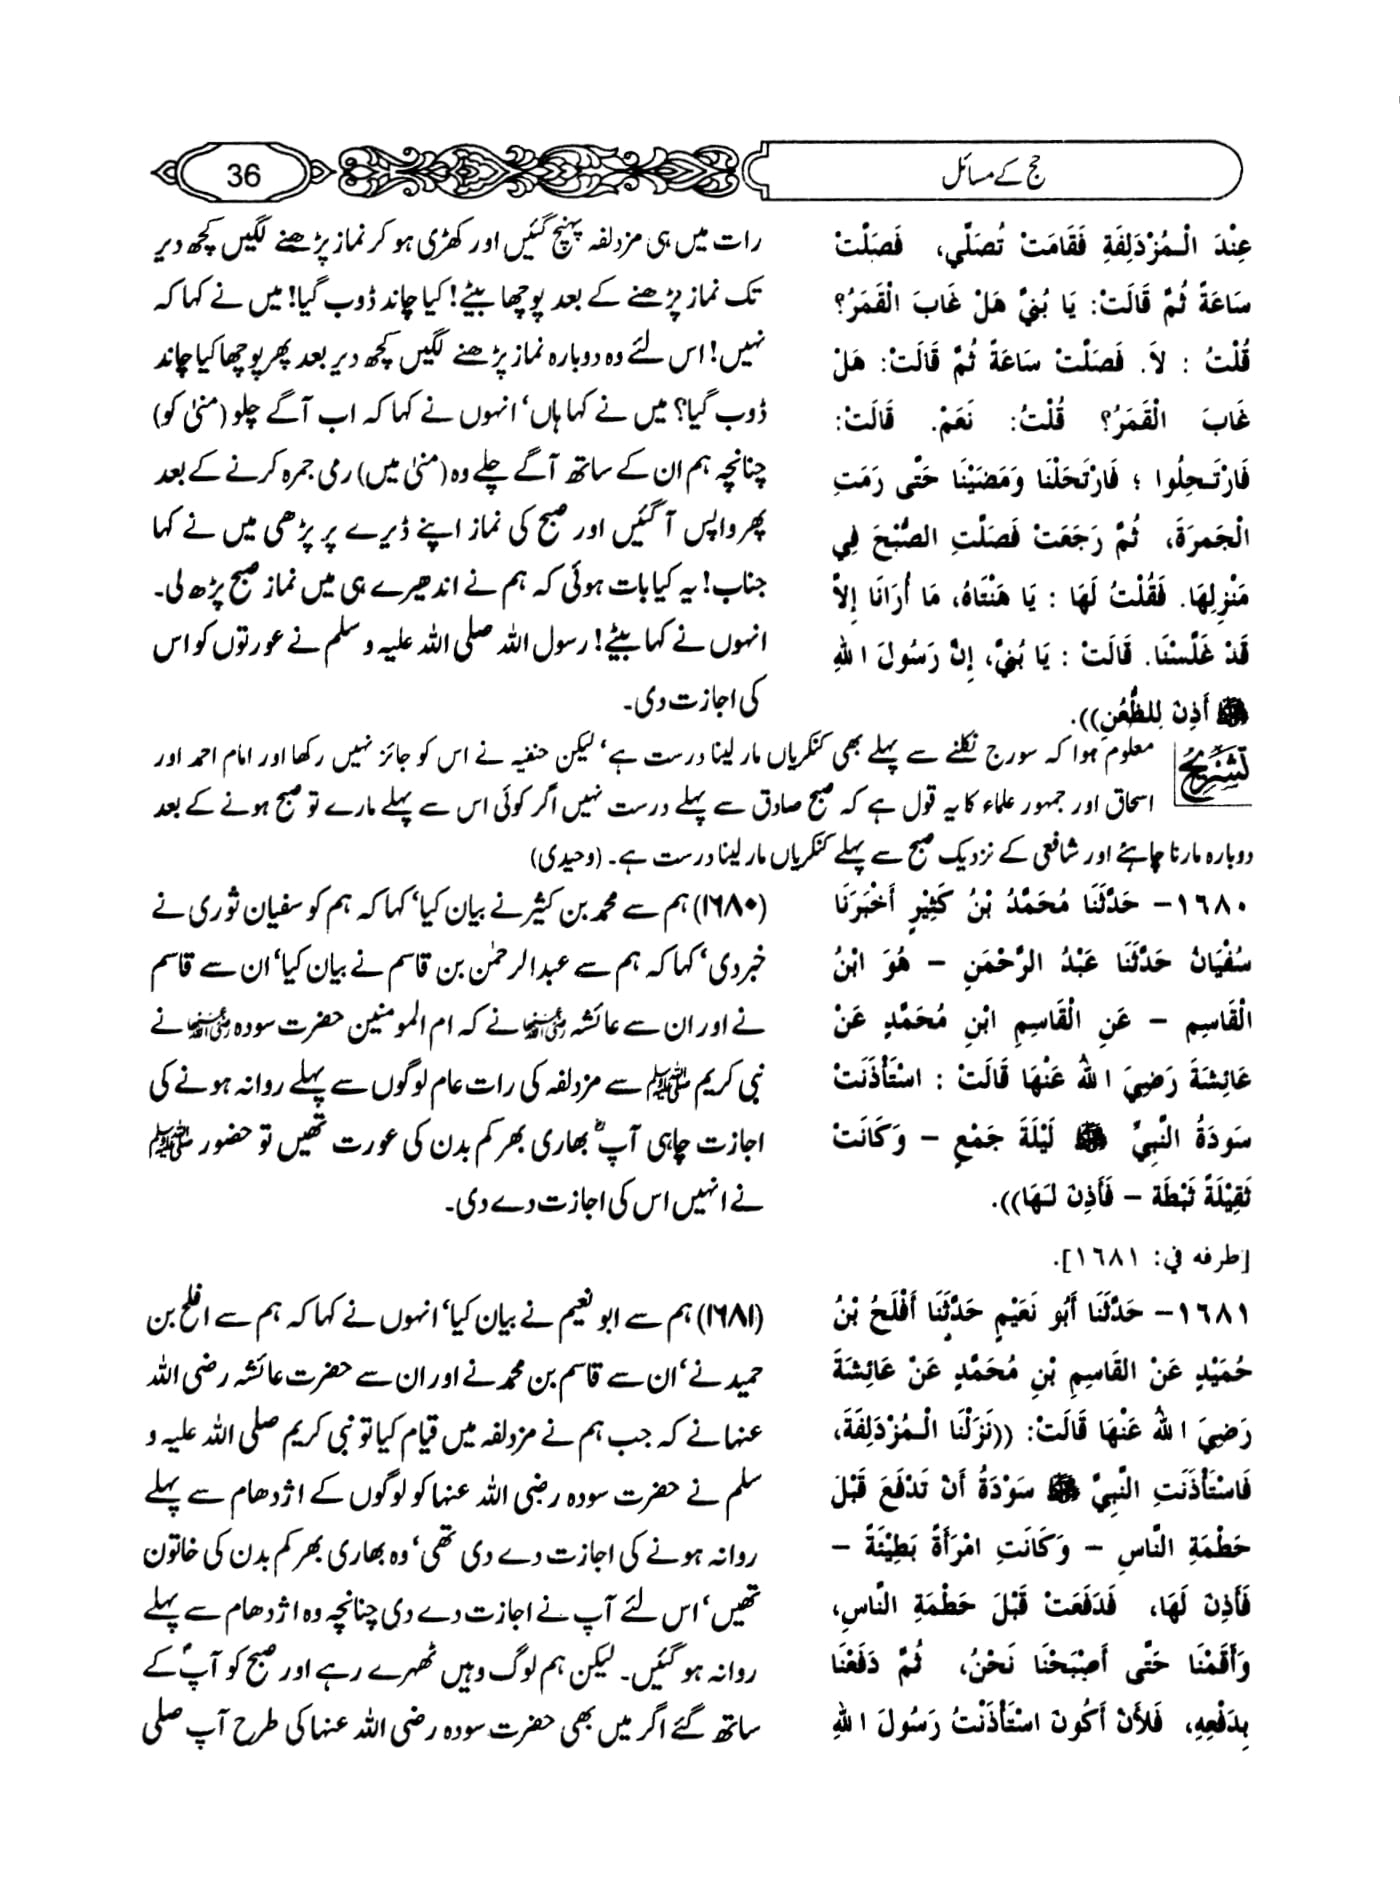 حج کے مسائل
36
عِنْدَ الْمُزْدَلِفَةِ فَقَامَتْ تُصَلِّي، فَصَلَّتْ
سَاعَةً ثُمَّ قَالَتْ: يَا بُنَيَّ هَلْ غَابَ الْقَمَرُ؟
قُلْتُ : لاَ. فَصَلَّتْ سَاعَةً ثُمَّ قَالَتْ: هَلْ
غَابَ الْقَمَرُ؟ قُلْتُ: نَعَمْ. قَالَتْ:
فَارْتَحِلُوا ؛ فَارْتَحَلْنَا وَمَضَيْنَا حَتَّى رَمَتِ
الْجَمرَةَ، ثُمَّ رَجَعَتْ فَصَلَّتِ الصُّبْحَ فِي
مَنْزِلِهَا. فَقُلْتُ لَهَا : يَا هَنْتَاهْ، مَا أُرَانَا إِلاَّ
قَدْ غَلَّسْنَا. قَالَتْ : يَا بُنَيَّ، إِنَّ رَسُولَ ا للهِ
ﷺ أَذِنَ لِلظُّعُنِ)).
رات میں ہی مزدلفہ پہنچ گئیں اور کھڑی ہو کر نماز پڑھنے لگیں کچھ دیر
تک نماز پڑھنے کے بعد پوچھا بیٹے! کیا چاند ڈوب گیا! میں نے کہا کہ
نہیں! اس لئے وہ دوبارہ نماز پڑھنے لگیں کچھ دیر بعد پھر پوچھا کیا چاند
ڈوب گیا؟ میں نے کہا ہاں‘ انہوں نے کہا کہ اب آگے چلو (منیٰ کو)
چنانچہ ہم ان کے ساتھ آگے چلے وہ (منیٰ میں) رمی جمرہ کرنے کے بعد
پھر واپس آ گئیں اور صبح کی نماز اپنے ڈیرے پر پڑھی میں نے کہا
جناب! یہ کیا بات ہوئی کہ ہم نے اندھیرے ہی میں نماز صبح پڑھ لی۔
انہوں نے کہا بیٹے! رسول اللہ صلی اللہ علیہ و سلم نے عورتوں کو اس
کی اجازت دی۔
تشریح معلوم ہوا کہ سورج نکلنے سے پہلے بھی کنکریاں مار لینا درست ہے‘ لیکن حنفیہ نے اس کو جائز نہیں رکھا اور امام احمد اور
اسحاق اور جمہور علماء کا یہ قول ہے کہ صبح صادق سے پہلے درست نہیں اگر کوئی اس سے پہلے مارے تو صبح ہونے کے بعد
دوبارہ مارنا چاہئے اور شافعی کے نزدیک صبح سے پہلے کنکریاں مار لینا درست ہے۔ (وحیدی)
١٦٨٠- حَدَّثَنَا مُحَمَّدُ بْنُ كَثِيْرٍ أَخْبَرَنَا
سُفْيَانُ حَدَّثَنَا عَبْدُ الرَّحْمَنِ – هُوَ ابْنُ
الْقَاسِم – عَنِ الْقَاسِمِ ابْنِ مُحَمَّدٍ عَنْ
عَائِشَةَ رَضِيَ ا للهُ عَنْهَا قَالَتْ : اسْتَأْذَنَتْ
سَودَةُ النَّبِيَّ ﷺ لَيْلَةَ جَمْعٍ – وَكَانَتْ
ثَقِيْلَةً ثَبْطَة – فَأَذِنَ لَهَا)).
[طرفه في: ١٦٨١].
(۱۶۸۰) ہم سے محمد بن کثیر نے بیان کیا‘ کہا کہ ہم کو سفیان ثوری نے
خبر دی‘ کہا کہ ہم سے عبدالرحمٰن بن قاسم نے بیان کیا‘ ان سے قاسم
نے اور ان سے عائشہ رضی اللہ عنہا نے کہ ام المومنین حضرت سودہ رضی اللہ عنہا نے
نبی کریم ﷺ سے مزدلفہ کی رات عام لوگوں سے پہلے روانہ ہونے کی
اجازت چاہی آپؓ بھاری بھر کم بدن کی عورت تھیں تو حضور ﷺ
نے انہیں اس کی اجازت دے دی۔
١٦٨١- حَدَّثَنَا أَبُو نَعَيْمٍ حَدَّثَنَا أَفْلَحُ بْنُ
حُمَيْدٍ عَنْ القَاسِمِ بْنِ مُحَمَّدٍ عَنْ عَائِشَةَ
رَضِيَ ا للهُ عَنْهَا قَالَتْ: ((نَزَلْنَا الْمُزْدَلِفَةَ،
فَاسْتَأْذَنَتِ النَّبِيَّ ﷺ سَوْدَةُ أَنْ تَدْفَعَ قَبْلَ
حَطْمَةِ النَّاسِ – وَكَانَتِ امْرَأَةً بَطِيْئَةً –
فَأَذِنَ لَهَا، فَدَفَعَتْ قَبْلَ حَطْمَةِ النَّاسِ،
وَأَقَمْنَا حَتَّى أَصْبَحْنَا نَحْنُ، ثُمَّ دَفَعْنَا
بِدَفْعِهِ، فَلأَنْ أَكُونَ اسْتَأْذَنْتُ رَسُولَ ا للهِ
(۱۶۸۱) ہم سے ابو نعیم نے بیان کیا‘ انہوں نے کہا کہ ہم سے افلح بن
حمید نے‘ ان سے قاسم بن محمد نے اور ان سے حضرت عائشہ رضی اللہ
عنہا نے کہ جب ہم نے مزدلفہ میں قیام کیا تو نبی کریم صلی اللہ علیہ و
سلم نے حضرت سودہ رضی اللہ عنہا کو لوگوں کے اژدھام سے پہلے
روانہ ہونے کی اجازت دے دی تھی‘ وہ بھاری بھر کم بدن کی خاتون
تھیں‘ اس لئے آپ نے اجازت دے دی چنانچہ وہ اژدھام سے پہلے
روانہ ہو گئیں۔ لیکن ہم لوگ وہیں ٹھہرے رہے اور صبح کو آپؐ کے
ساتھ گئے اگر میں بھی حضرت سودہ رضی اللہ عنہا کی طرح آپ صلی